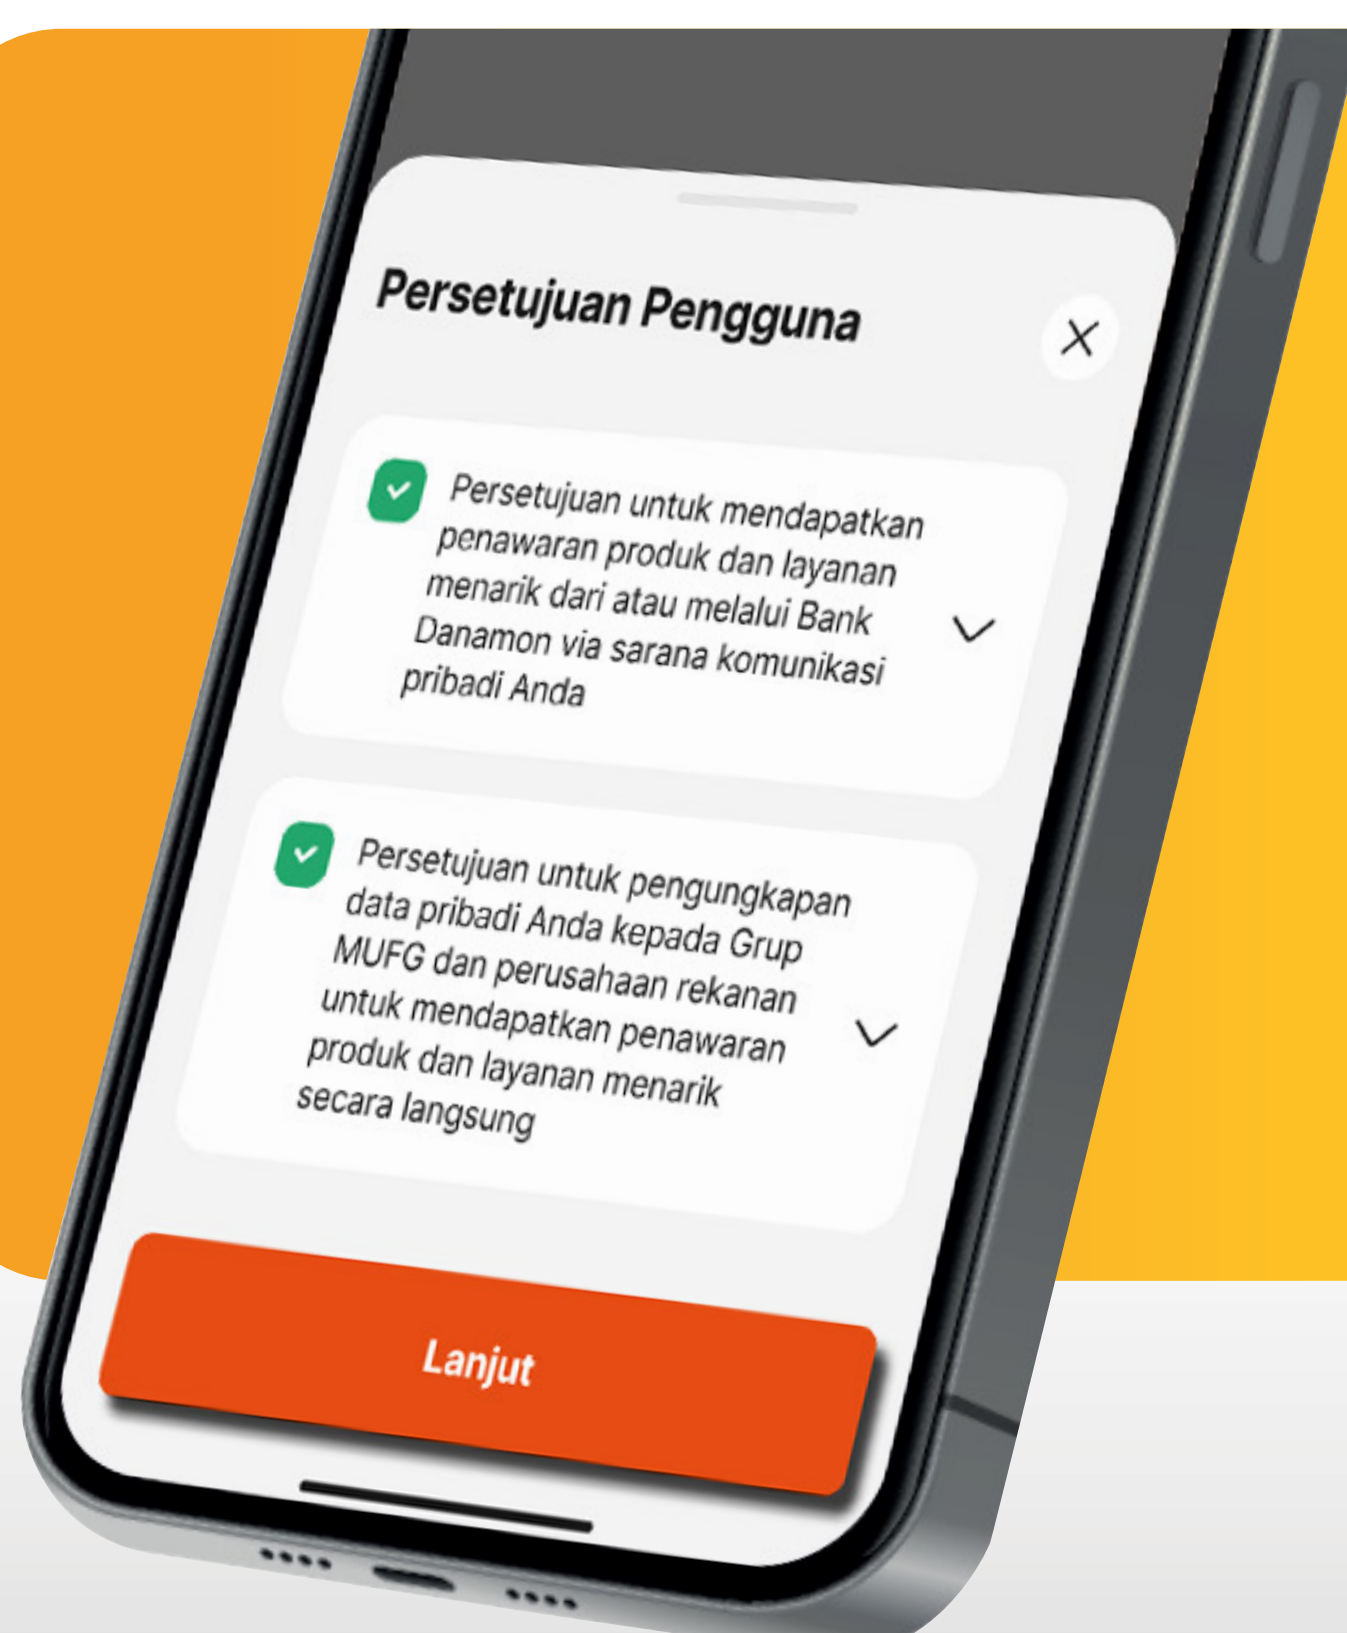 Persetujuan Pengguna
Persetujuan untuk mendapatkan
penawaran produk dan layanan
menarik dari atau melalui Bank
Danamon via sarana komunikasi
pribadi Anda
Persetujuan untuk pengungkapan
data pribadi Anda kepada Grup
MUFG dan perusahaan rekanan
untuk mendapatkan penawaran
produk dan layanan menarik
secara langsung
Lanjut